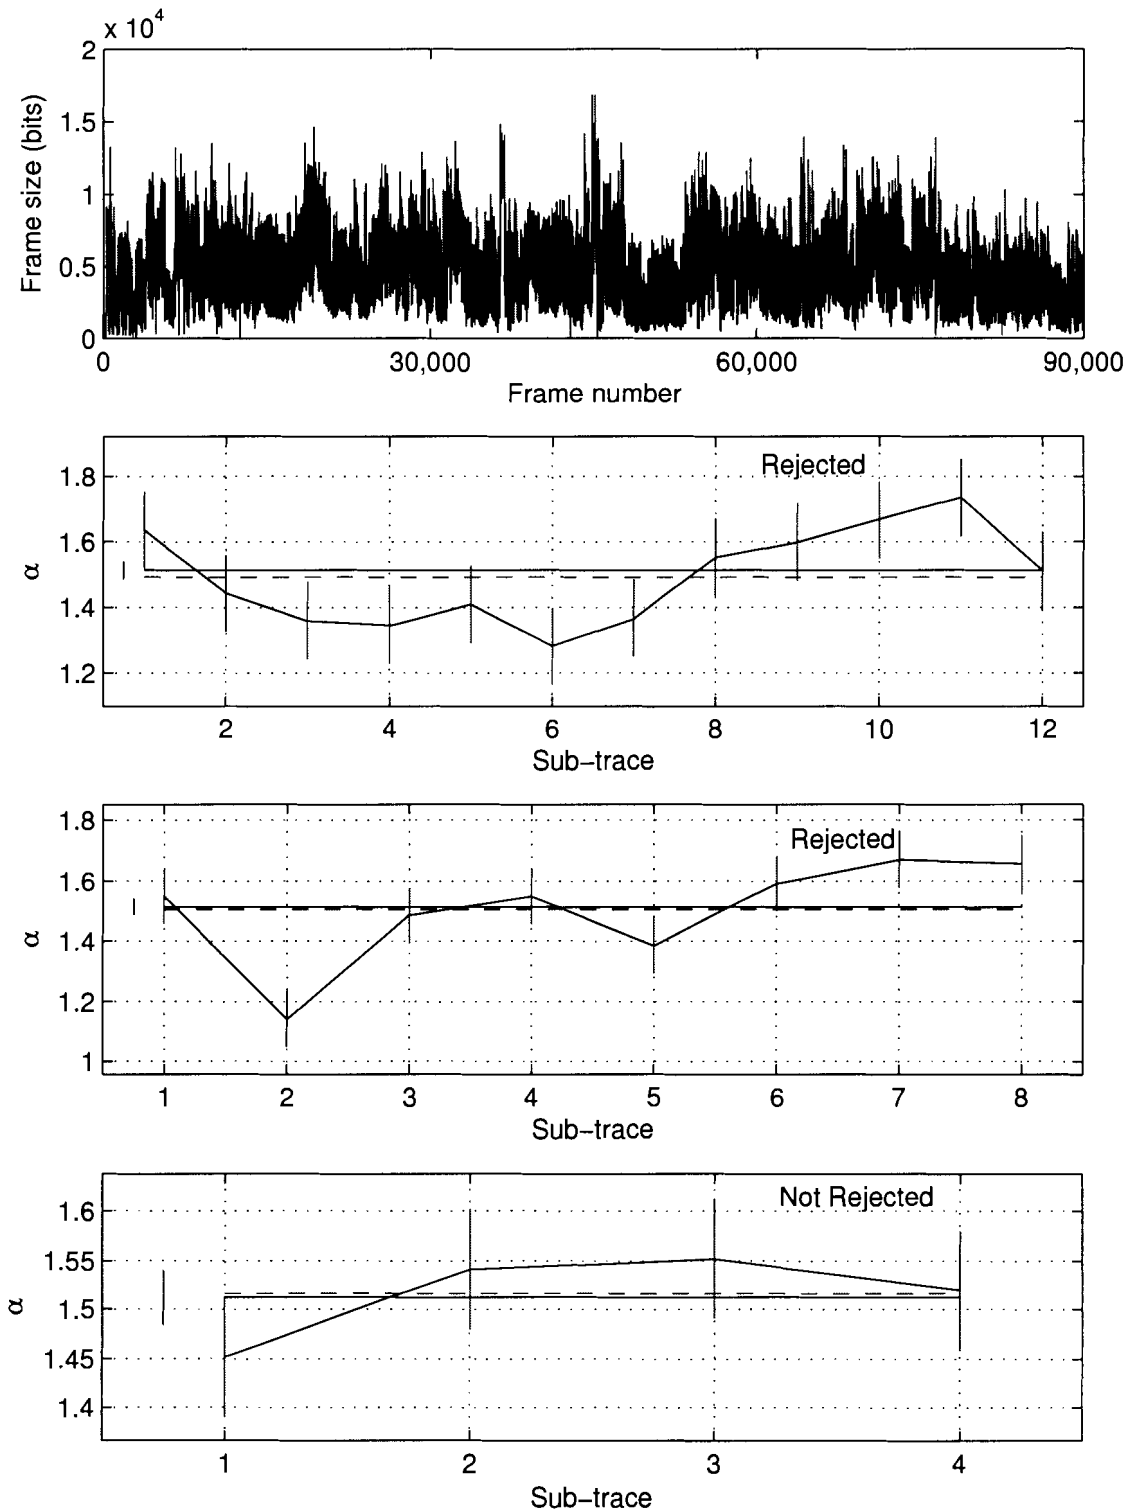 x 10^4
2
1.5
1
0.5
0
Frame size (bits)
0 30,000 60,000 90,000
Frame number
Rejected
1.8
1.6
1.4
1.2
α
2 4 6 8 10 12
Sub-trace
Rejected
1.8
1.6
1.4
1.2
1
α
1 2 3 4 5 6 7 8
Sub-trace
Not Rejected
1.6
1.55
1.5
1.45
1.4
α
1 2 3 4
Sub-trace